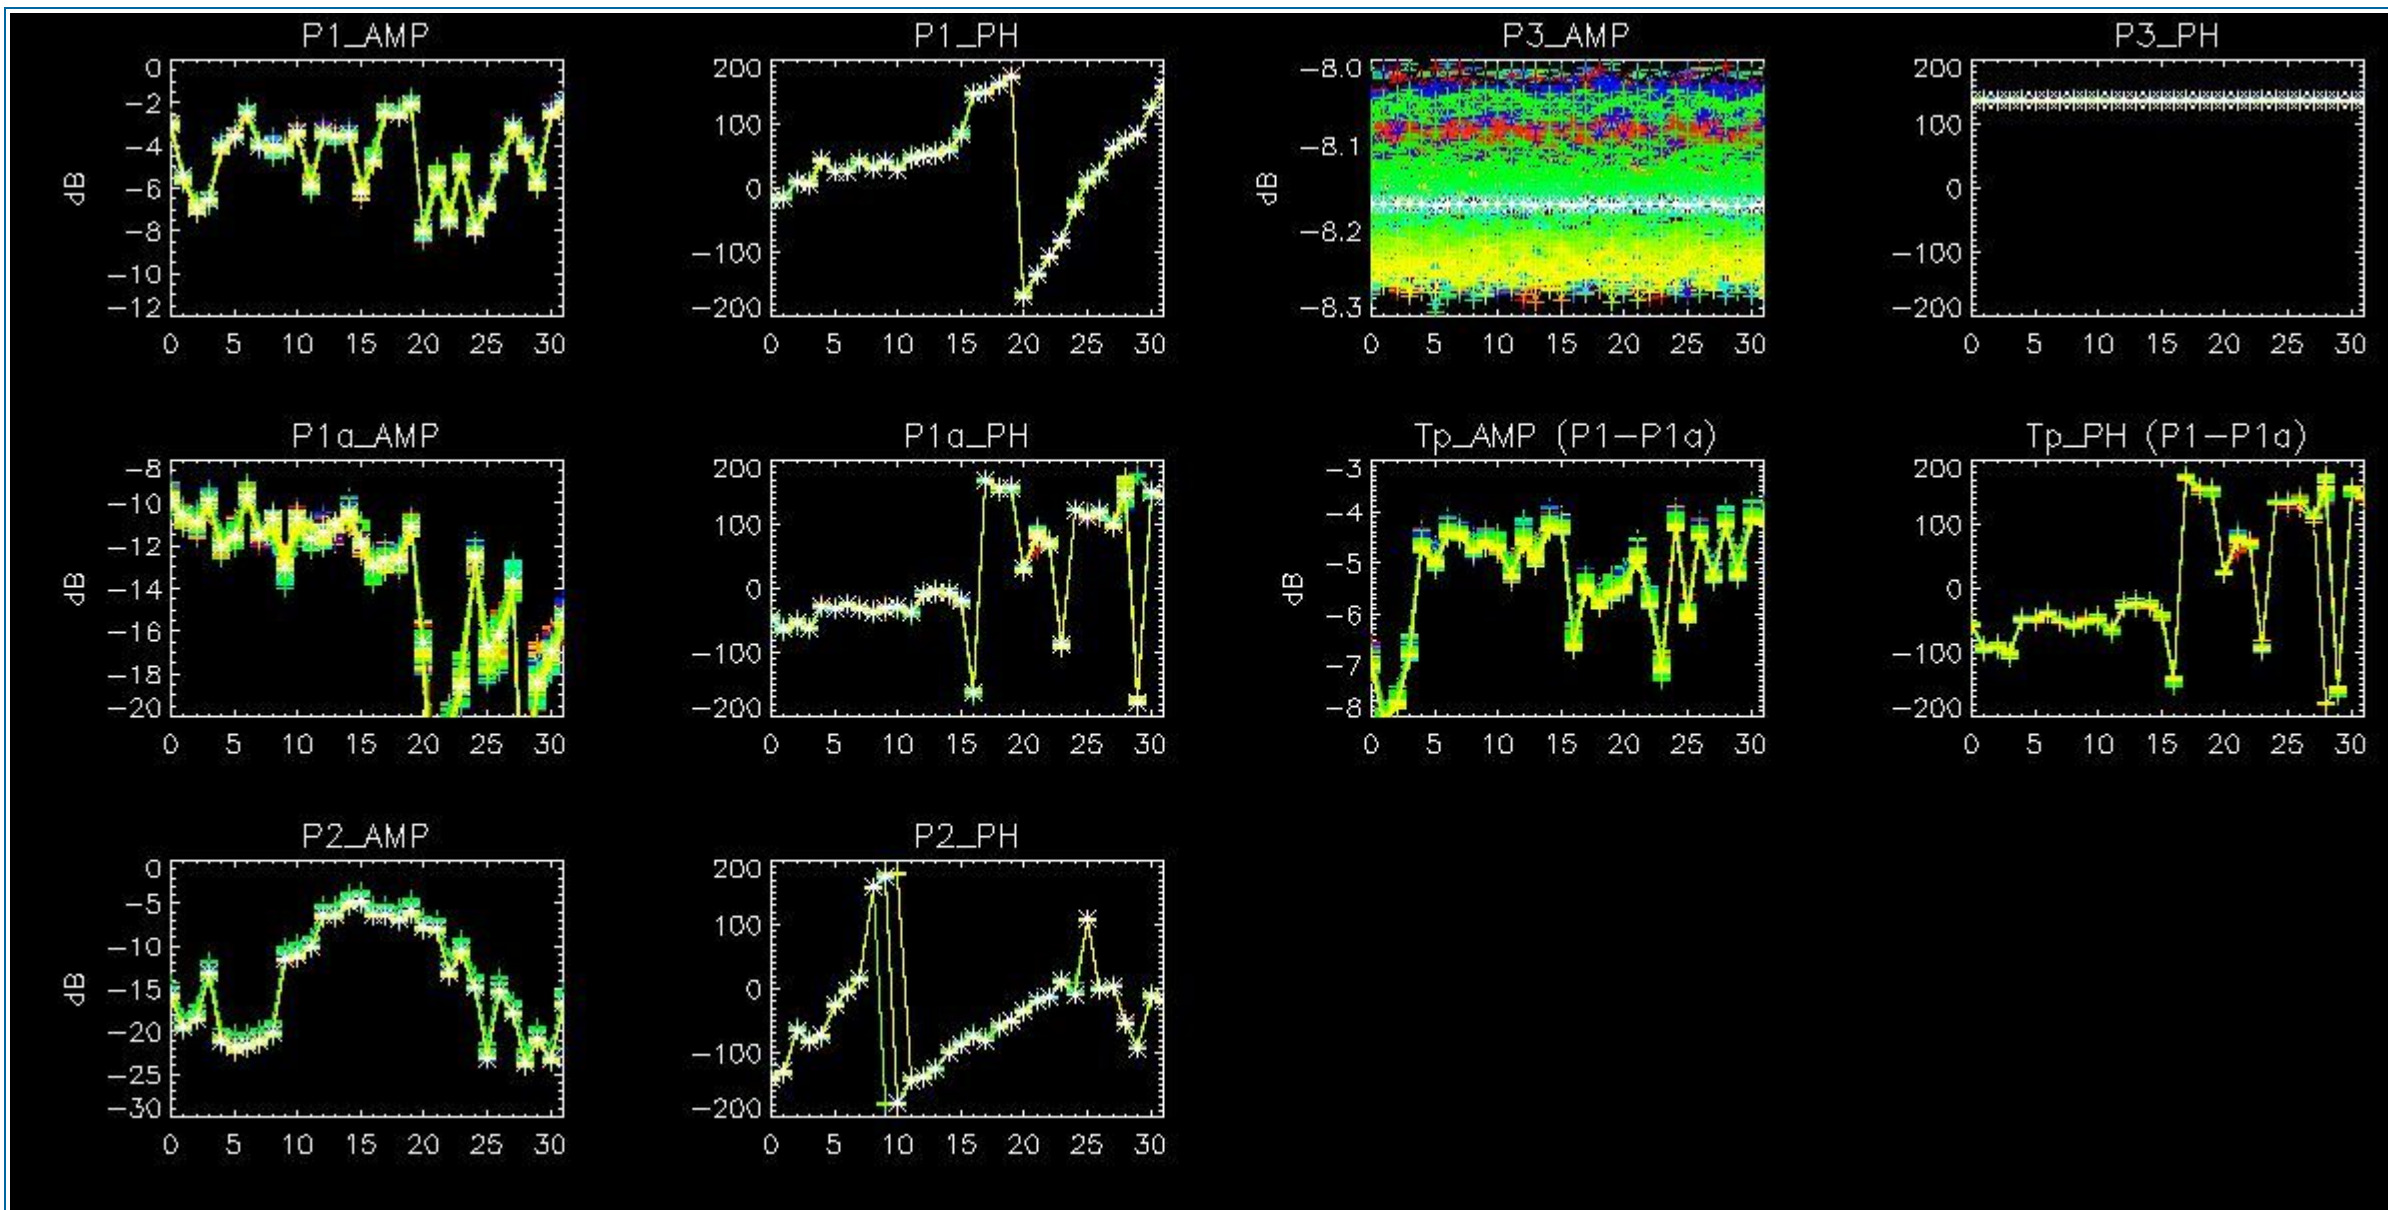 P1_AMP P1_PH P3_AMP P3_PH
0 200 -8.0 200
-2
-4 100 -8.1 100
dB -6 0 dB 0
-8 -8.2
-10 -100 -100
-12 -200 -8.3 -200
0 5 10 15 20 25 30 0 5 10 15 20 25 30 0 5 10 15 20 25 30 0 5 10 15 20 25 30
P1a_AMP P1a_PH Tp_AMP (P1-P1a) Tp_PH (P1-P1a)
-8 200 -3 200
-10 100 -4 100
-12 -5
dB -14 0 dB 0
-16 -100 -6 -100
-18 -7
-20 -200 -8 -200
0 5 10 15 20 25 30 0 5 10 15 20 25 30 0 5 10 15 20 25 30 0 5 10 15 20 25 30
P2_AMP P2_PH
0 200
-5 100
-10
dB -15 0
-20 -100
-25
-30 -200
0 5 10 15 20 25 30 0 5 10 15 20 25 30